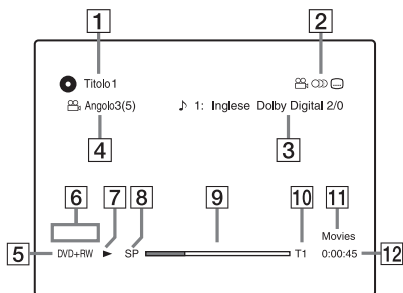 1 2
Titolo1
Angolo3(5) 1: Inglese Dolby Digital 2/0
4 3
6 7 8 9 10 11
Movies
5 DVD+RW SP T1 0:00:45 12